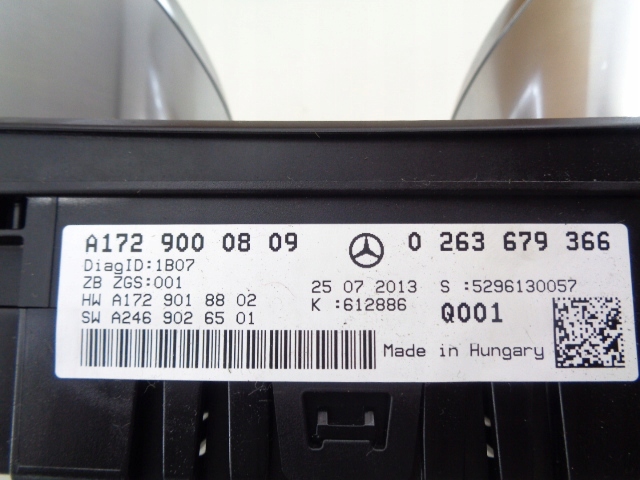 A172 900 08 09 0 263 679 366
DiagID:1B07
ZB ZGS:001 25 07 2013 S :5296130057
HW A172 901 88 02 K :612886 Q001
SW A246 902 65 01
Made in Hungary